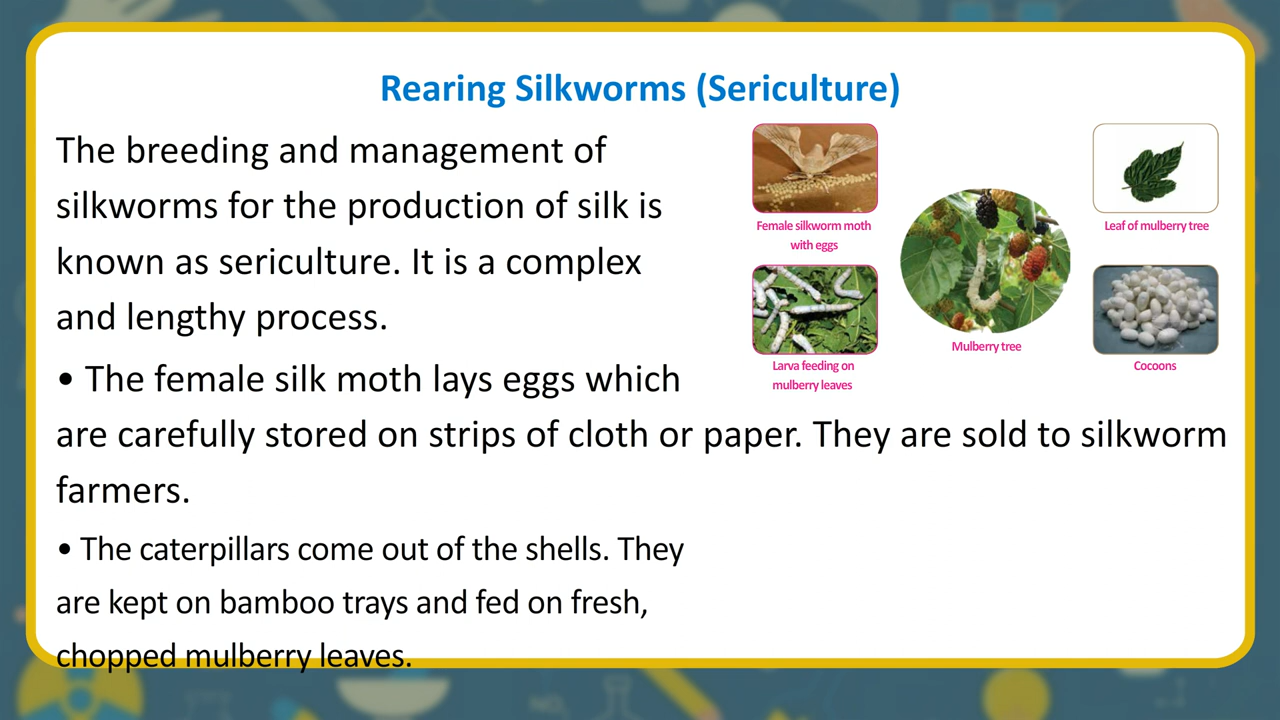 Rearing Silkworms (Sericulture)
The breeding and management of
silkworms for the production of silk is
known as sericulture. It is a complex
and lengthy process.
• The female silk moth lays eggs which
are carefully stored on strips of cloth or paper. They are sold to silkworm
farmers.
• The caterpillars come out of the shells. They
are kept on bamboo trays and fed on fresh,
chopped mulberry leaves.
Female silkworm moth
with eggs
Larva feeding on
mulberry leaves
Mulberry tree
Leaf of mulberry tree
Cocoons